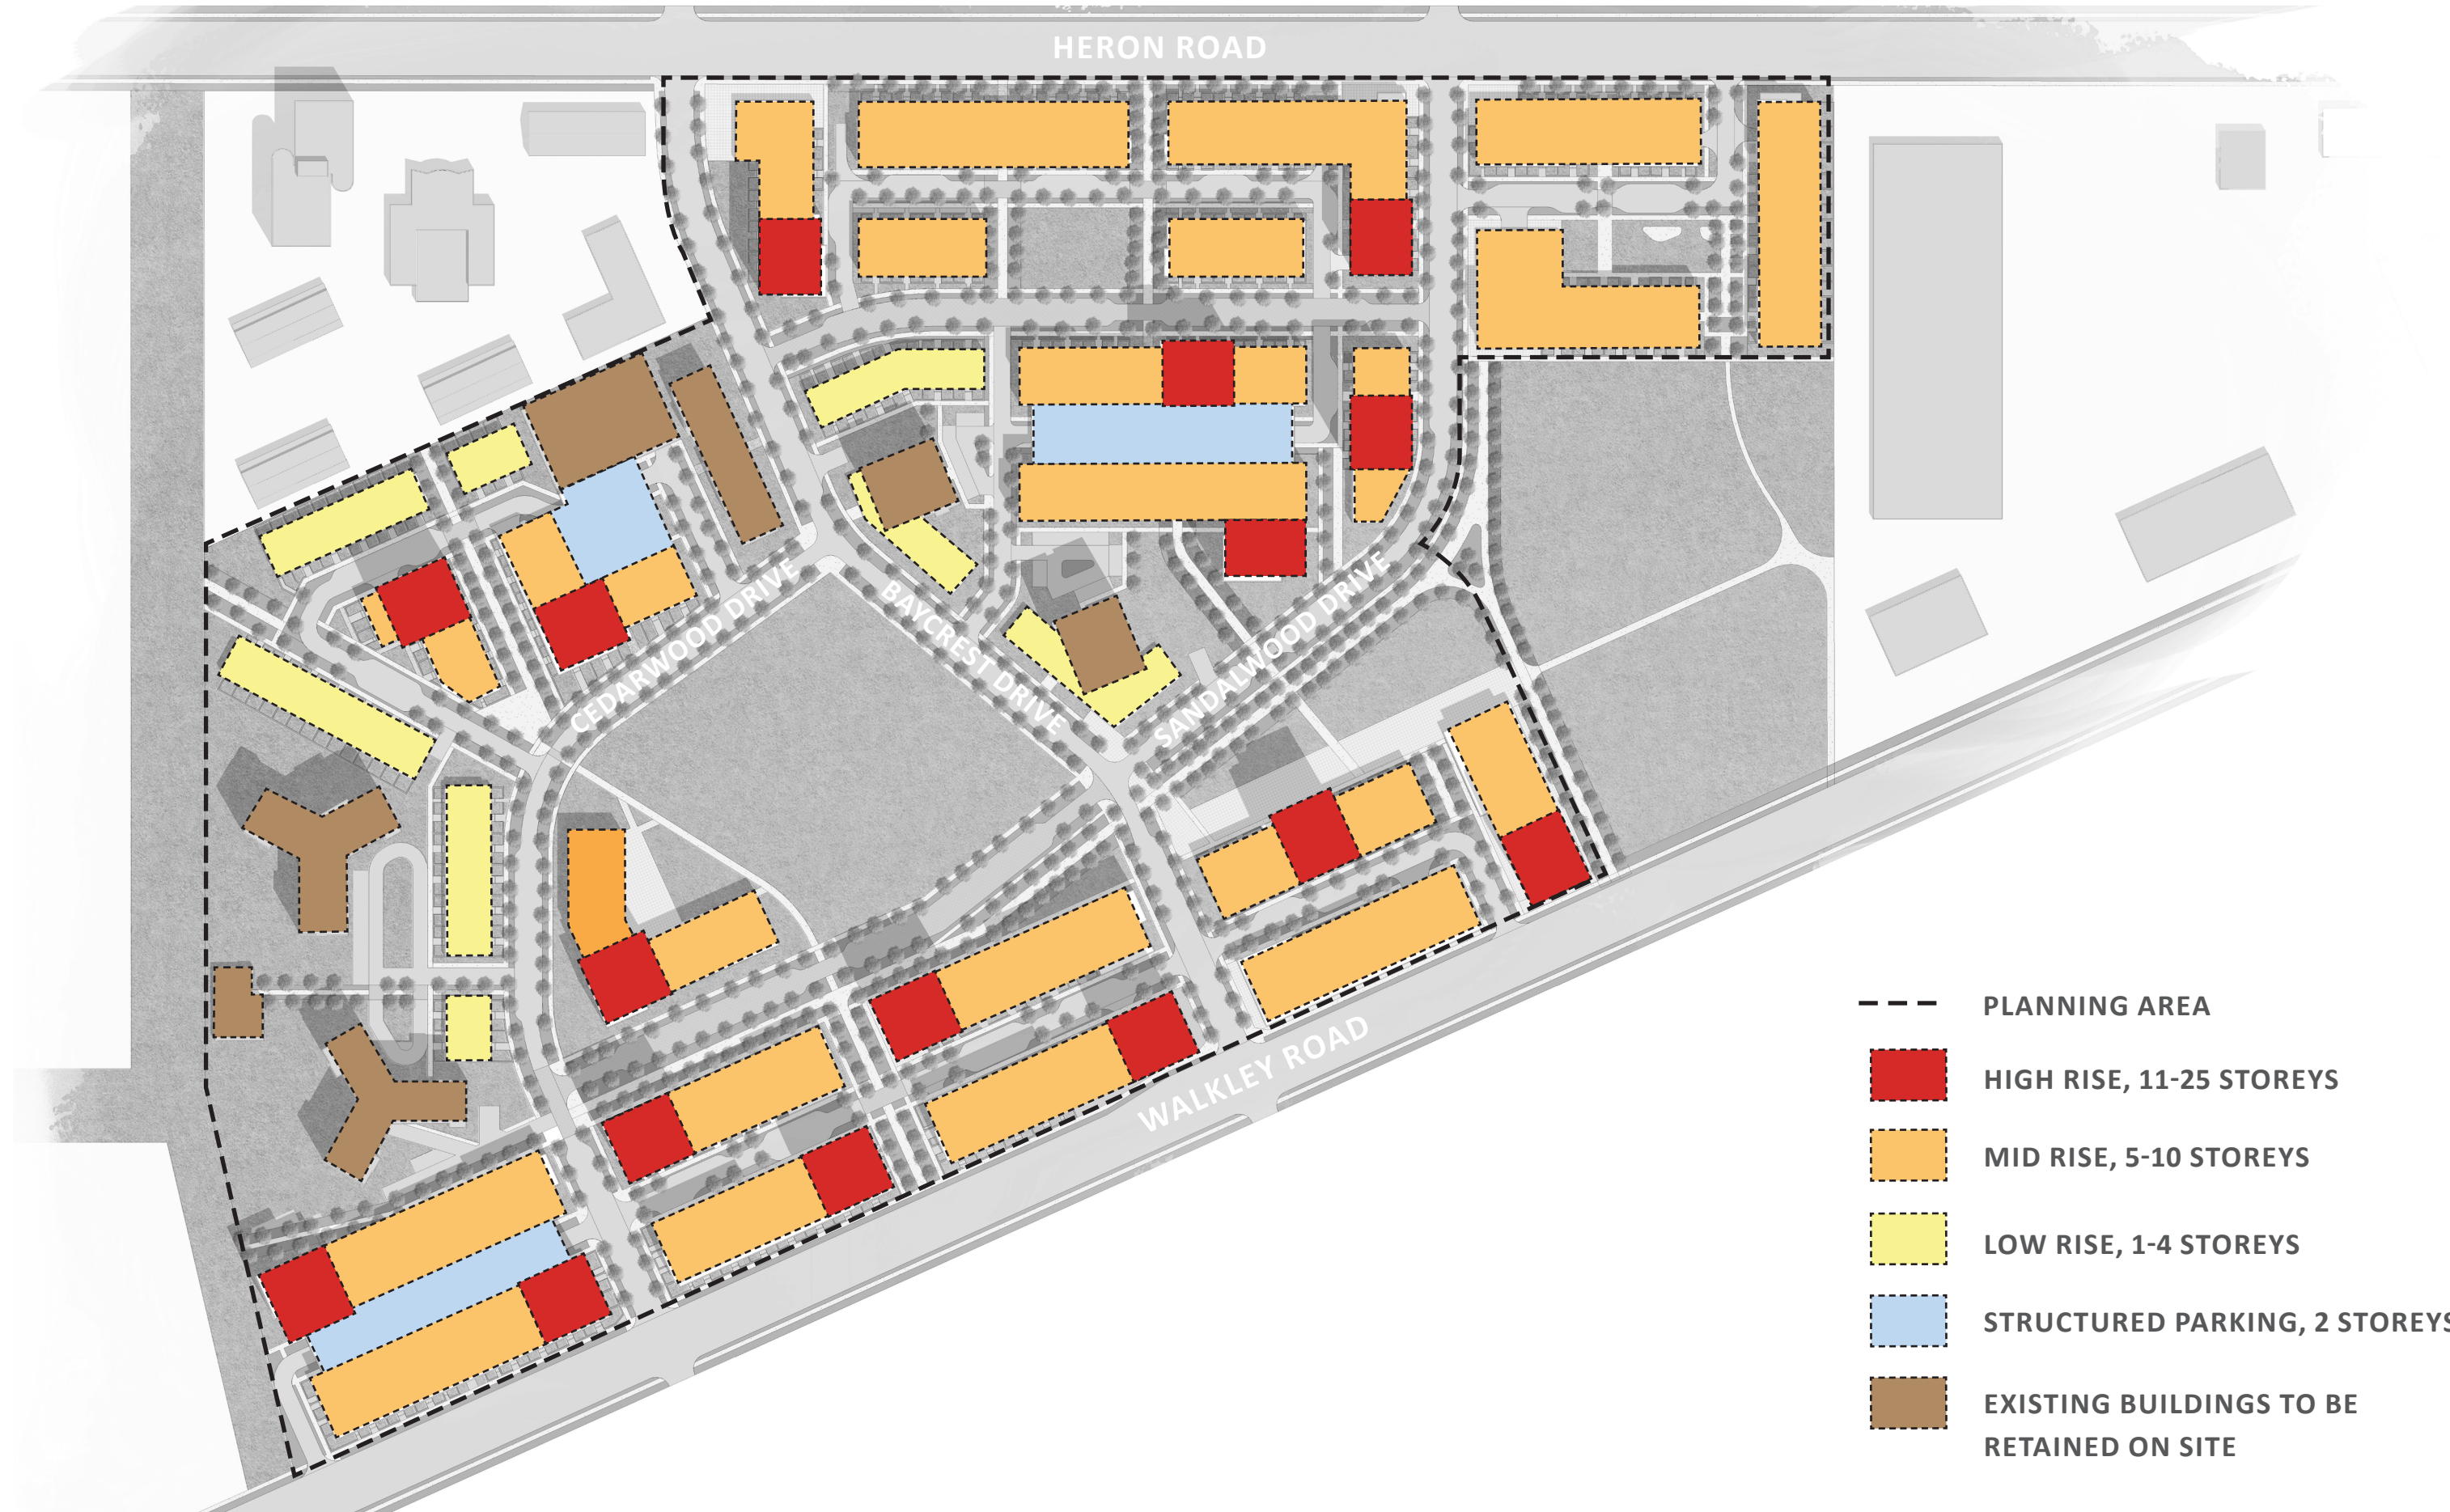 HERON ROAD
CEDARWOOD DRIVE
BAYCREST DRIVE
SANDALWOOD DRIVE
WALKLEY ROAD
PLANNING AREA
HIGH RISE, 11-25 STOREYS
MID RISE, 5-10 STOREYS
LOW RISE, 1-4 STOREYS
STRUCTURED PARKING, 2 STOREYS
EXISTING BUILDINGS TO BE
RETAINED ON SITE